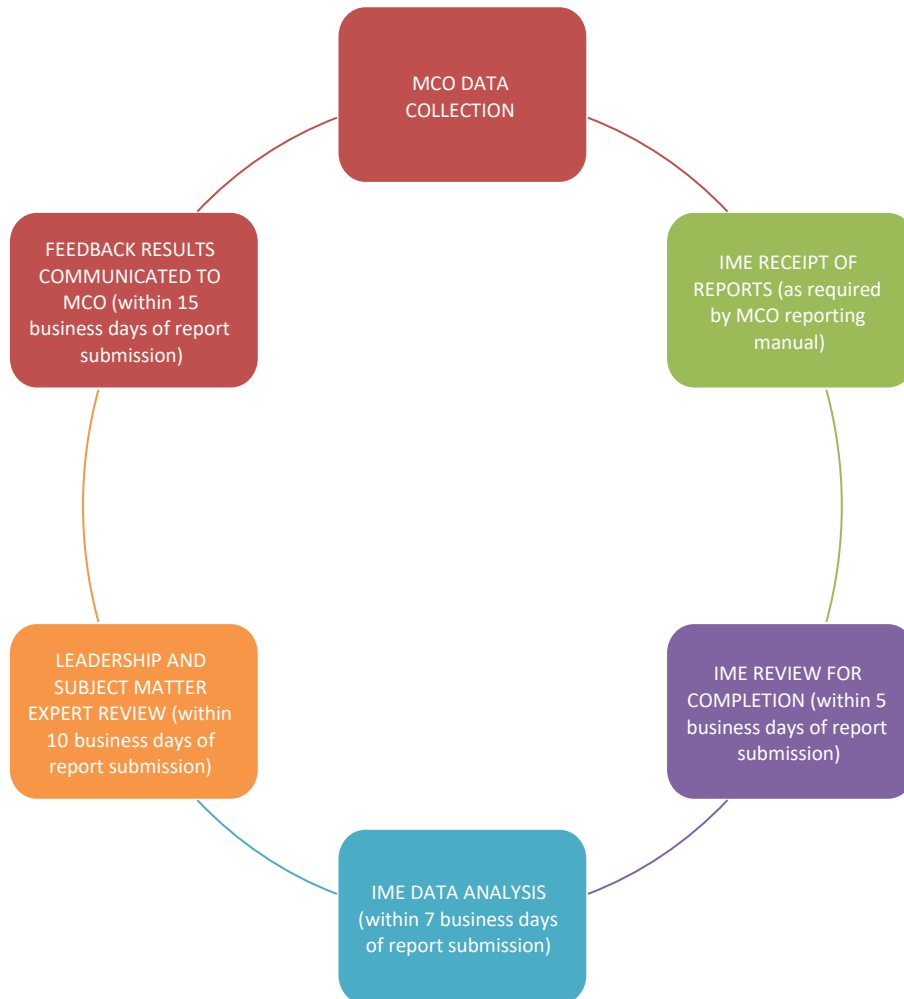 MCO DATA
COLLECTION
IME RECEIPT OF
REPORTS (as required
by MCO reporting
manual)
IME REVIEW FOR
COMPLETION (within 5
business days of report
submission)
IME DATA ANALYSIS
(within 7 business days
of report submission)
LEADERSHIP AND
SUBJECT MATTER
EXPERT REVIEW (within
10 business days of
report submission)
FEEDBACK RESULTS
COMMUNICATED TO
MCO (within 15
business days of report
submission)